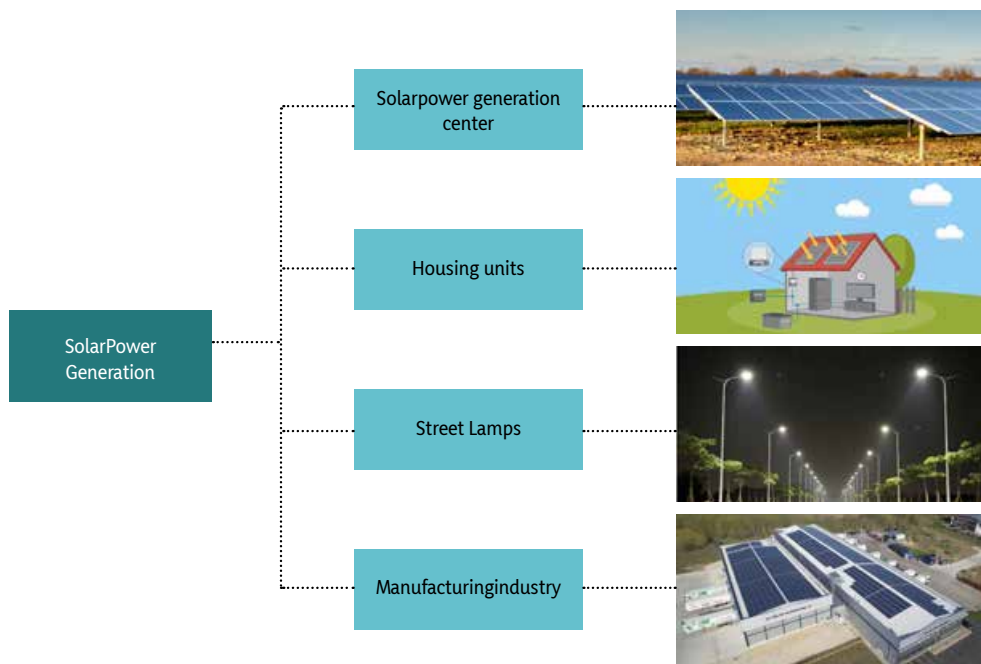 SolarPower
Generation
Solarpower generation
center
Housing units
Street Lamps
Manufacturingindustry